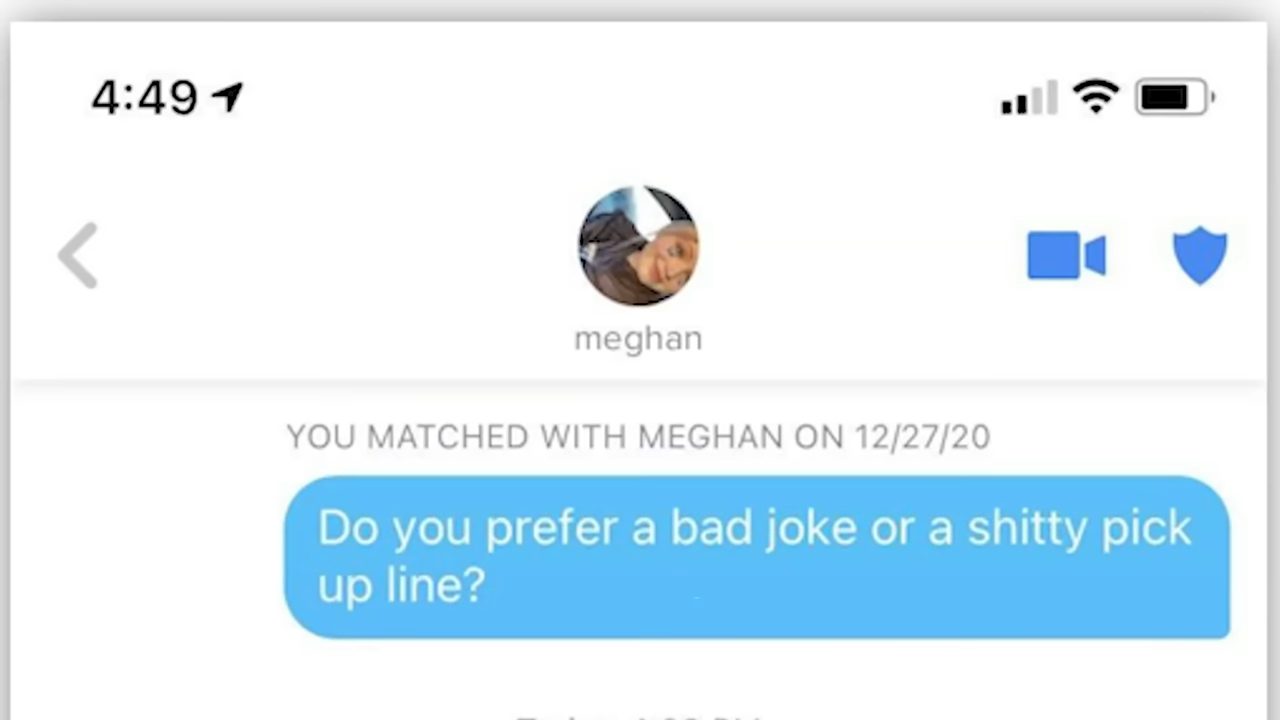 4:49
meghan
YOU MATCHED WITH MEGHAN ON 12/27/20
Do you prefer a bad joke or a shitty pick
up line?